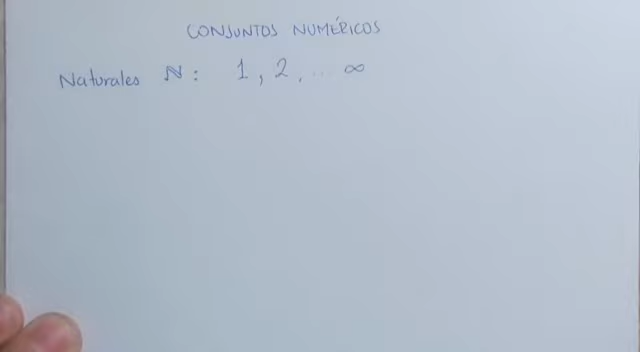 CONJUNTOS NUMÉRICOS
Naturales ℕ: 1, 2, ... ∞